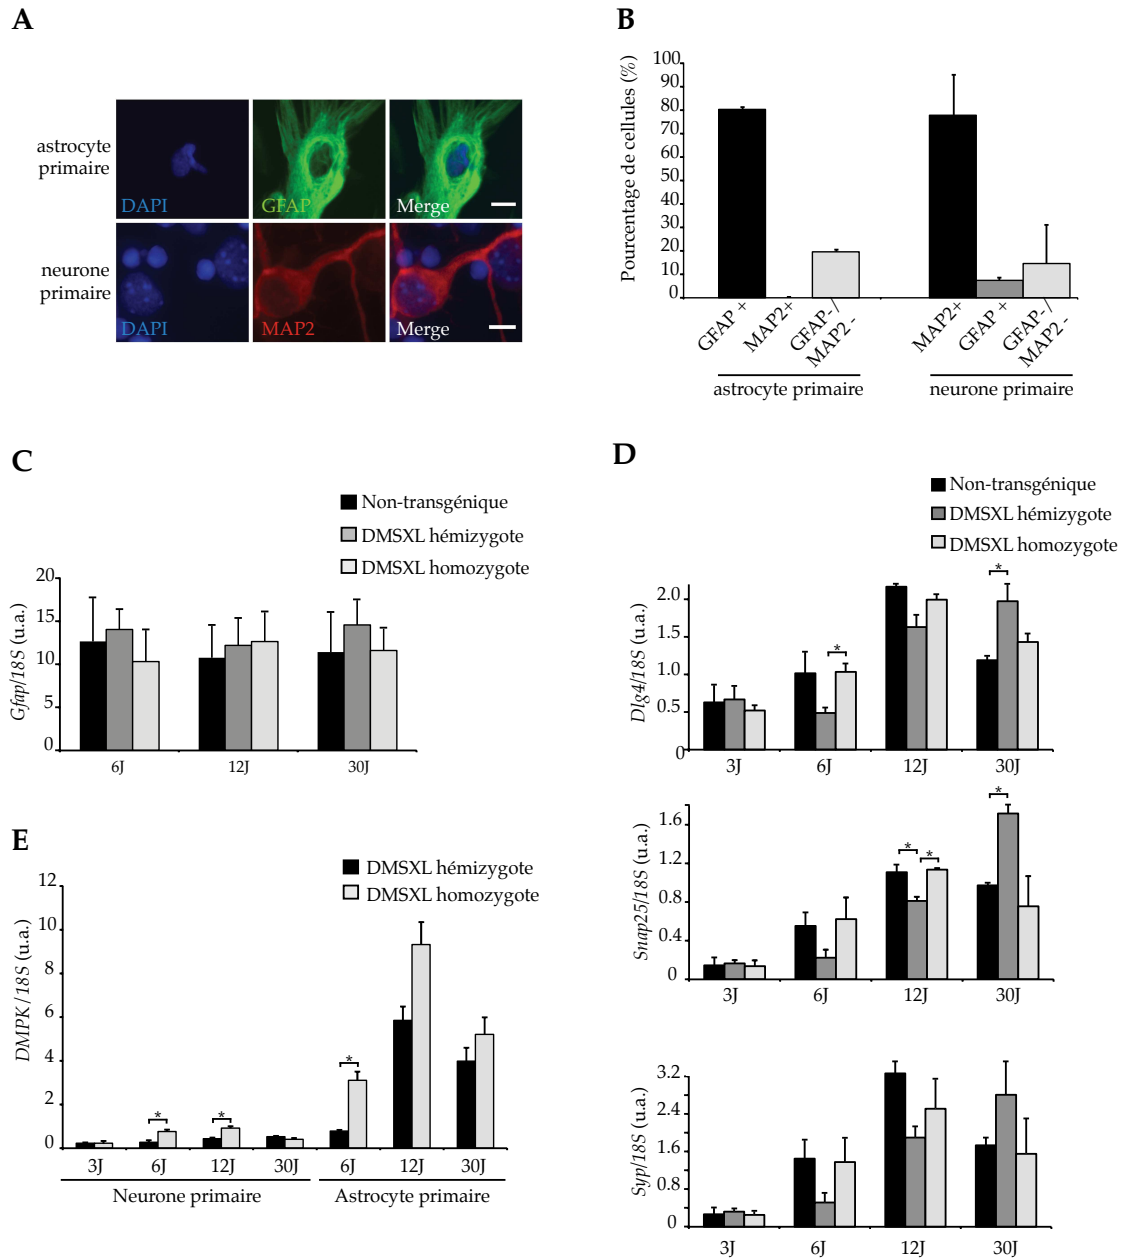 A
astrocyte
primaire
DAPI
GFAP
Merge
neurone
primaire
DAPI
MAP2
Merge
B
Pourcentage de cellules (%)
100
90
80
70
60
50
40
30
20
10
0
GFAP +
MAP2+
GFAP-/
MAP2 -
MAP2+
GFAP +
GFAP-/
MAP2 -
astrocyte primaire
neurone primaire
C
Non-transgénique
DMSXL hémizygote
DMSXL homozygote
Gfap/18S (u.a.)
20
15
10
5
0
6J
12J
30J
D
Non-transgénique
DMSXL hémizygote
DMSXL homozygote
Dlg4/18S (u.a.)
2.0
1.5
1.0
0.5
0
*
*
3J
6J
12J
30J
Snap25/18S (u.a.)
1.6
1.2
0.8
0.4
0
*
*
*
3J
6J
12J
30J
Syp/18S (u.a.)
3.2
2.4
1.6
0.8
0
3J
6J
12J
30J
E
DMSXL hémizygote
DMSXL homozygote
DMPK/18S (u.a.)
12
10
8
6
4
2
0
*
*
*
3J
6J
12J
30J
6J
12J
30J
Neurone primaire
Astrocyte primaire